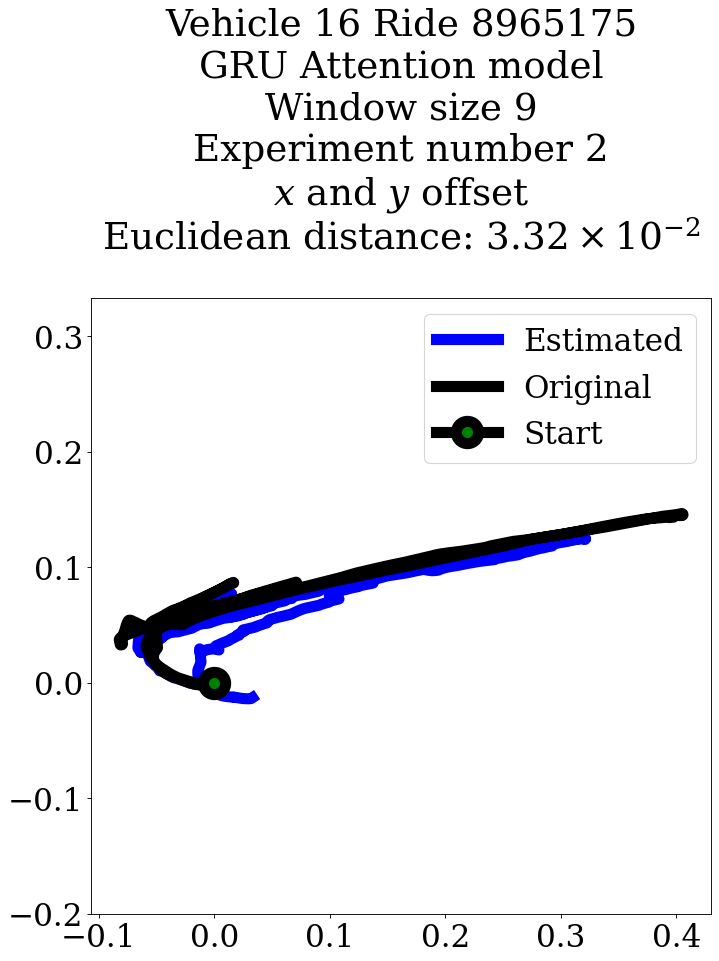 Vehicle 16 Ride 8965175
GRU Attention model
Window size 9
Experiment number 2
x and y offset
Euclidean distance: 3.32 × 10⁻²
Estimated
Original
Start
0.3
0.2
0.1
0.0
−0.1
−0.2
−0.1 0.0 0.1 0.2 0.3 0.4